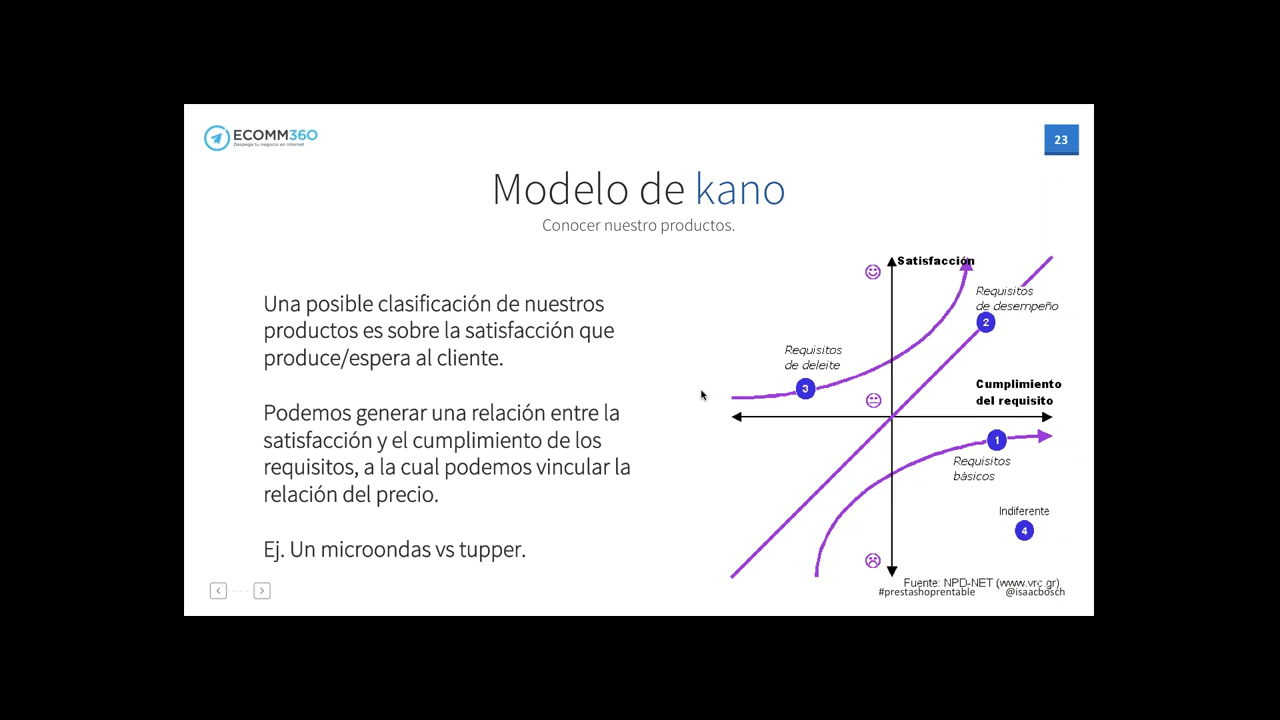 ECOMM360
Despega tu negocio en internet
23
Modelo de kano
Conocer nuestro productos.
Una posible clasificación de nuestros
productos es sobre la satisfacción que
produce/espera al cliente.
Podemos generar una relación entre la
satisfacción y el cumplimiento de los
requisitos, a la cual podemos vincular la
relación del precio.
Ej. Un microondas vs tupper.
Satisfacción
Requisitos
de desempeño
2
Requisitos
de deleite
3
Cumplimiento
del requisito
1
Requisitos
básicos
Indiferente
4
Fuente: NPD-NET (www.vrc.gr)
#prestashoprentable @isaacbosch